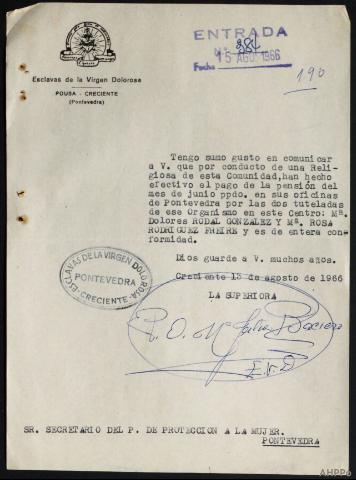 Esclavas de la Virgen Dolorosa
POUSA - CRECIENTE
(Pontevedra)
ENTRADA
15 AGO. 1966
Fecha
190
Tengo sumo gusto en comunicar
a V. que por conducto de una Reli-
giosa de esta Comunidad, han hecho
efectivo el pago de la pensión del
mes de junio ppdo. en sus oficinas
de Pontevedra por las dos tuteladas
de ese Organismo en este Centro: Mª.
Dolores RODAL GONZALEZ Y Mª. ROSA
RODRIGUEZ FREIRE y es de entera con-
formidad.
Dios guarde a V. muchos años.
Creciente 13 de agosto de 1966
LA SUPERIORA
ESCLAVAS DE LA VIRGEN DOLOROSA
PONTEVEDRA
CRECIENTE
P.O.
SR. SECRETARIO DEL P. DE PROTECCION A LA MUJER.
PONTEVEDRA
AHPPO